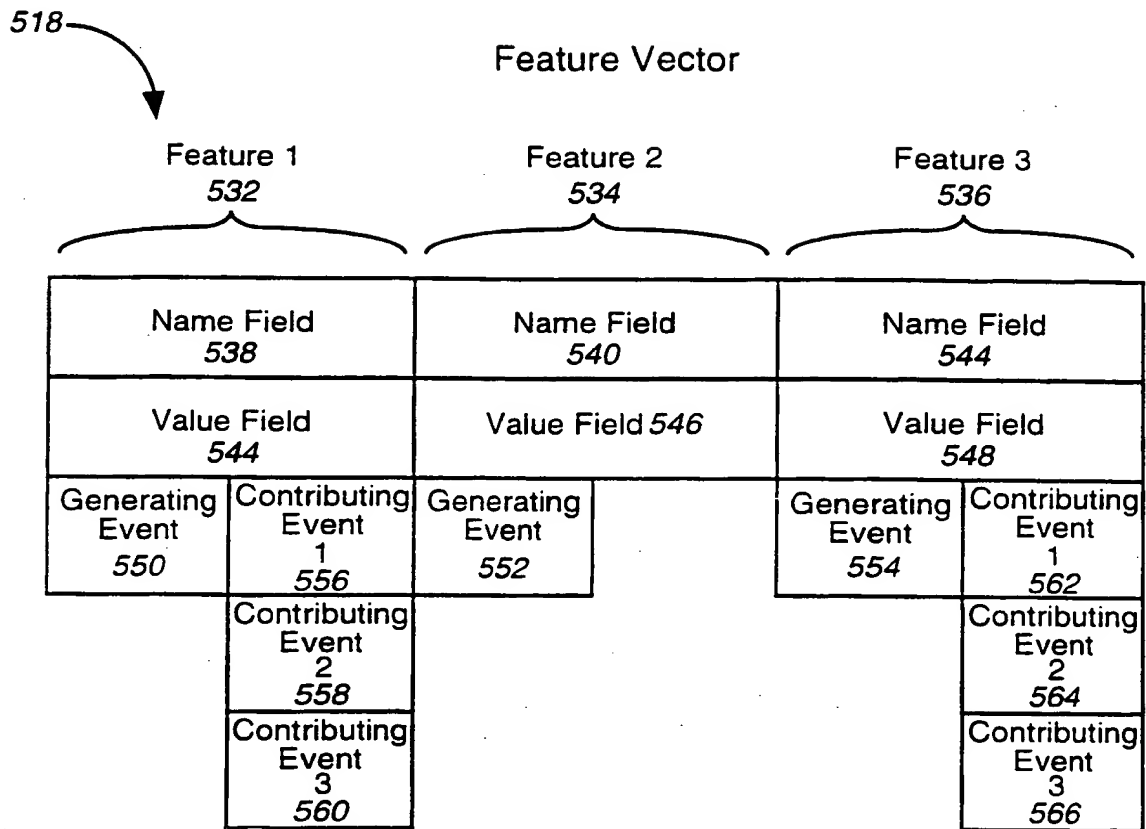 518
Feature Vector
Feature 1
532
Feature 2
534
Feature 3
536
Name Field
538
Name Field
540
Name Field
544
Value Field
544
Value Field 546
Value Field
548
Generating
Event
550
Contributing
Event
1
556
Generating
Event
552
Generating
Event
554
Contributing
Event
1
562
Contributing
Event
2
558
Contributing
Event
2
564
Contributing
Event
3
560
Contributing
Event
3
566